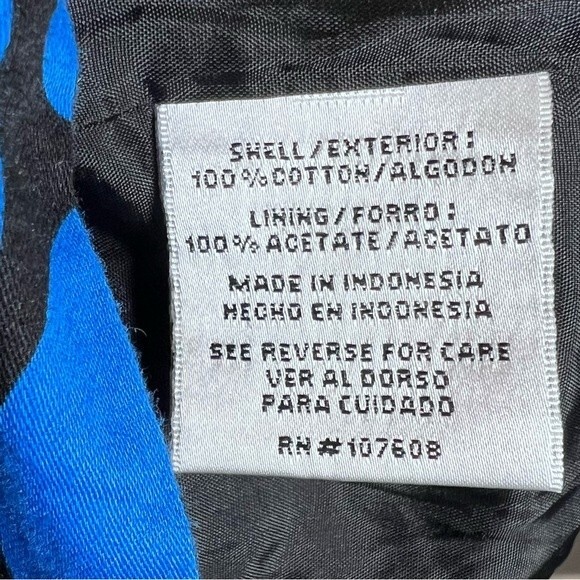 SHELL/EXTERIOR:
100%COTTON/ALGODON
LINING/FORRO:
100% ACETATE/ACETATO
MADE IN INDONESIA
HECHO EN INDONESIA
SEE REVERSE FOR CARE
VER AL DORSO
PARA CUIDADO
RN#107608